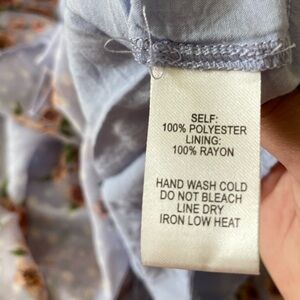 SELF:
100% POLYESTER
LINING:
100% RAYON
HAND WASH COLD
DO NOT BLEACH
LINE DRY
IRON LOW HEAT